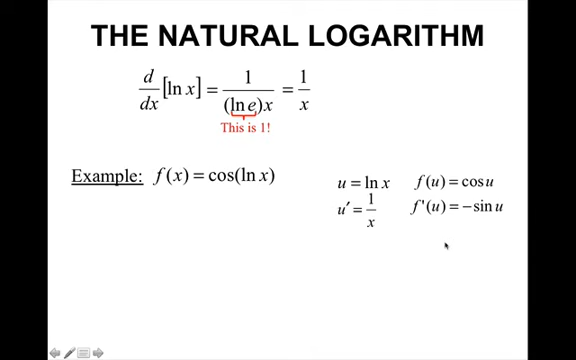 THE NATURAL LOGARITHM
d/dx [ln x] = 1/((ln e)x) = 1/x
This is 1!
Example: f(x) = cos(ln x)
u = ln x f(u) = cos u
u′ = 1/x f'(u) = −sin u